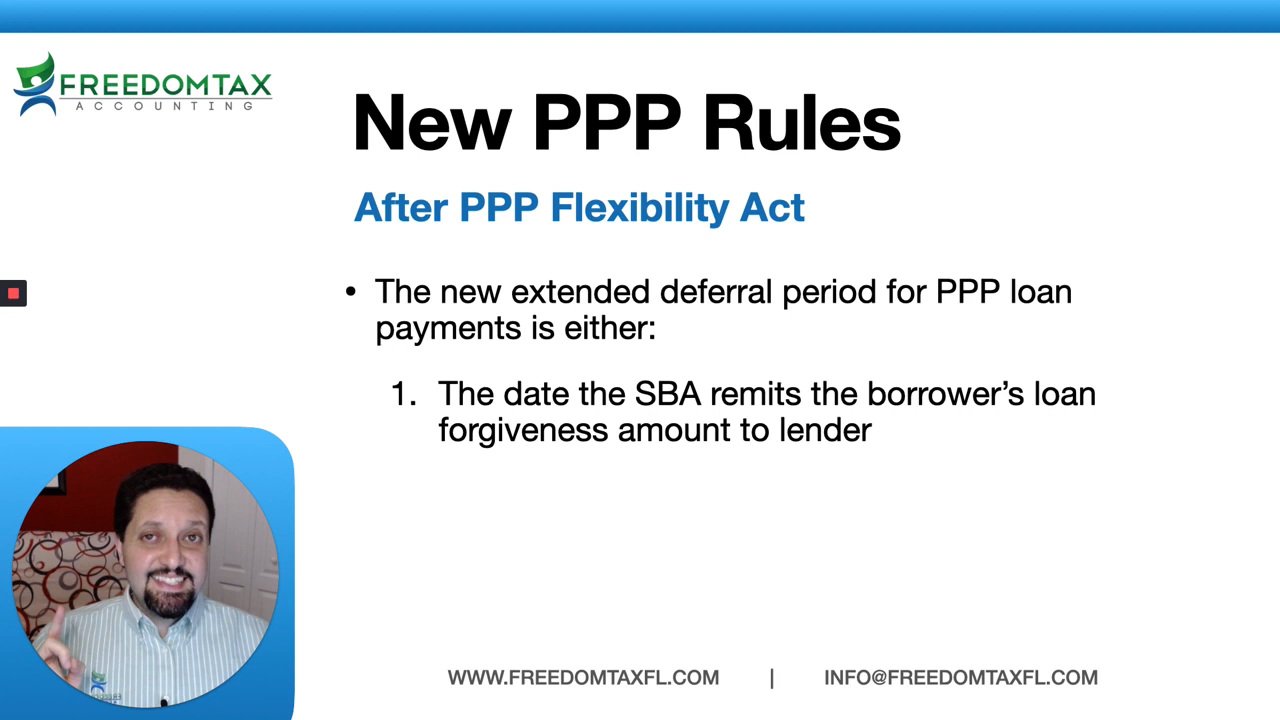 FREEDOMTAX
ACCOUNTING
New PPP Rules
After PPP Flexibility Act
• The new extended deferral period for PPP loan
payments is either:
1. The date the SBA remits the borrower’s loan
forgiveness amount to lender
WWW.FREEDOMTAXFL.COM | INFO@FREEDOMTAXFL.COM